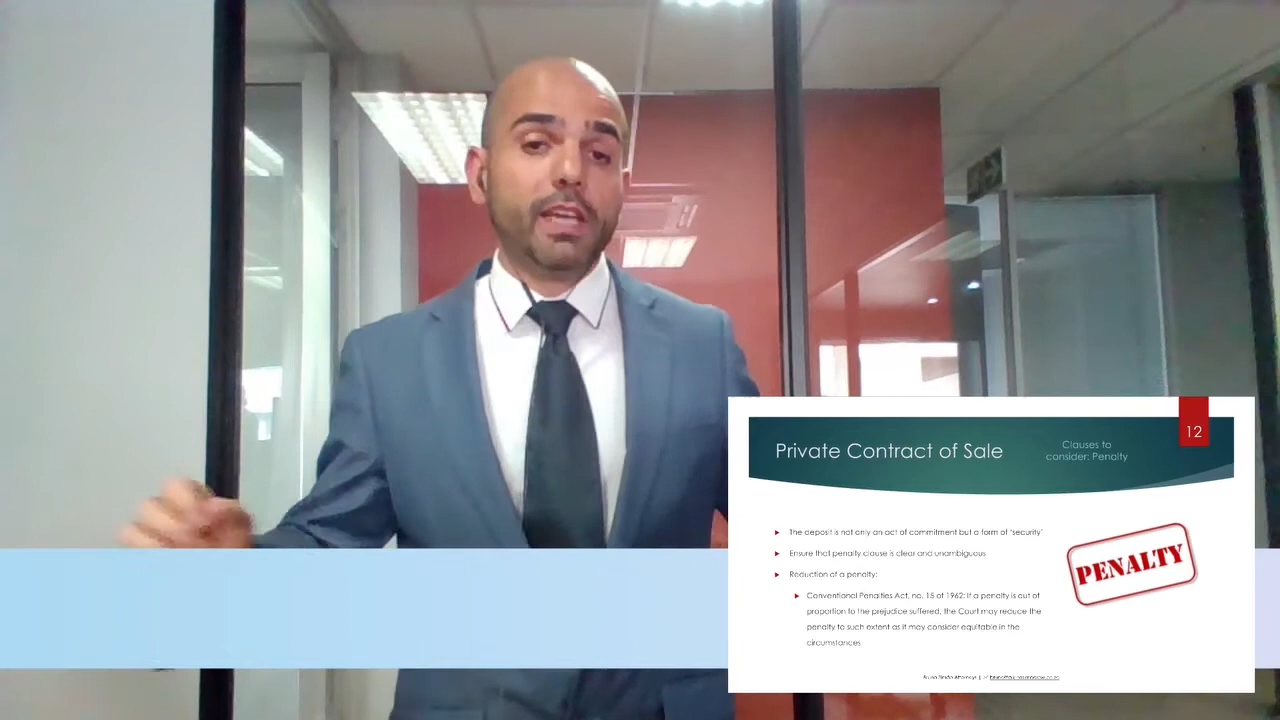 12
Private Contract of Sale
Clauses to
consider: Penalty
The deposit is not only an act of commitment but a form of 'security'
Ensure that penalty clause is clear and unambiguous
Reduction of a penalty:
Conventional Penalties Act, no. 15 of 1962: If a penalty is out of
proportion to the prejudice suffered, the Court may reduce the
penalty to such extent as it may consider equitable in the
circumstances
PENALTY
Attorneys |